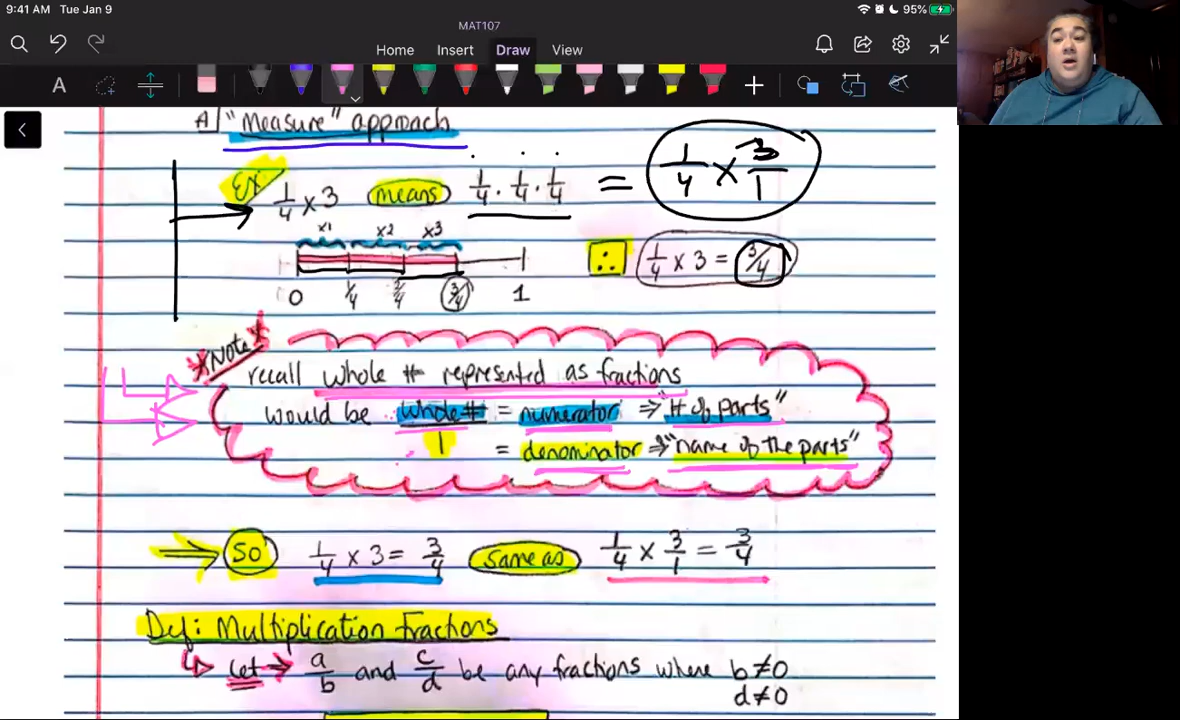 9:41 AM Tue Jan 9
95%
MAT107
Home Insert Draw View
A
A "Measure" approach
Ex 1/4 × 3 means 1/4 · 1/4 · 1/4 = 1/4 × 3/1
x1 x2 x3
∴ 1/4 × 3 = 3/4
0 1/4 2/4 3/4 1
*Note*
recall whole # represented as fractions
would be whole # = numerator ⇒ "# of parts"
1 = denominator ⇒ "name of the parts"
⇒ So 1/4 × 3 = 3/4 Same as 1/4 × 3/1 = 3/4
Def: Multiplication Fractions
Let → a/b and c/d be any fractions where b≠0
d≠0